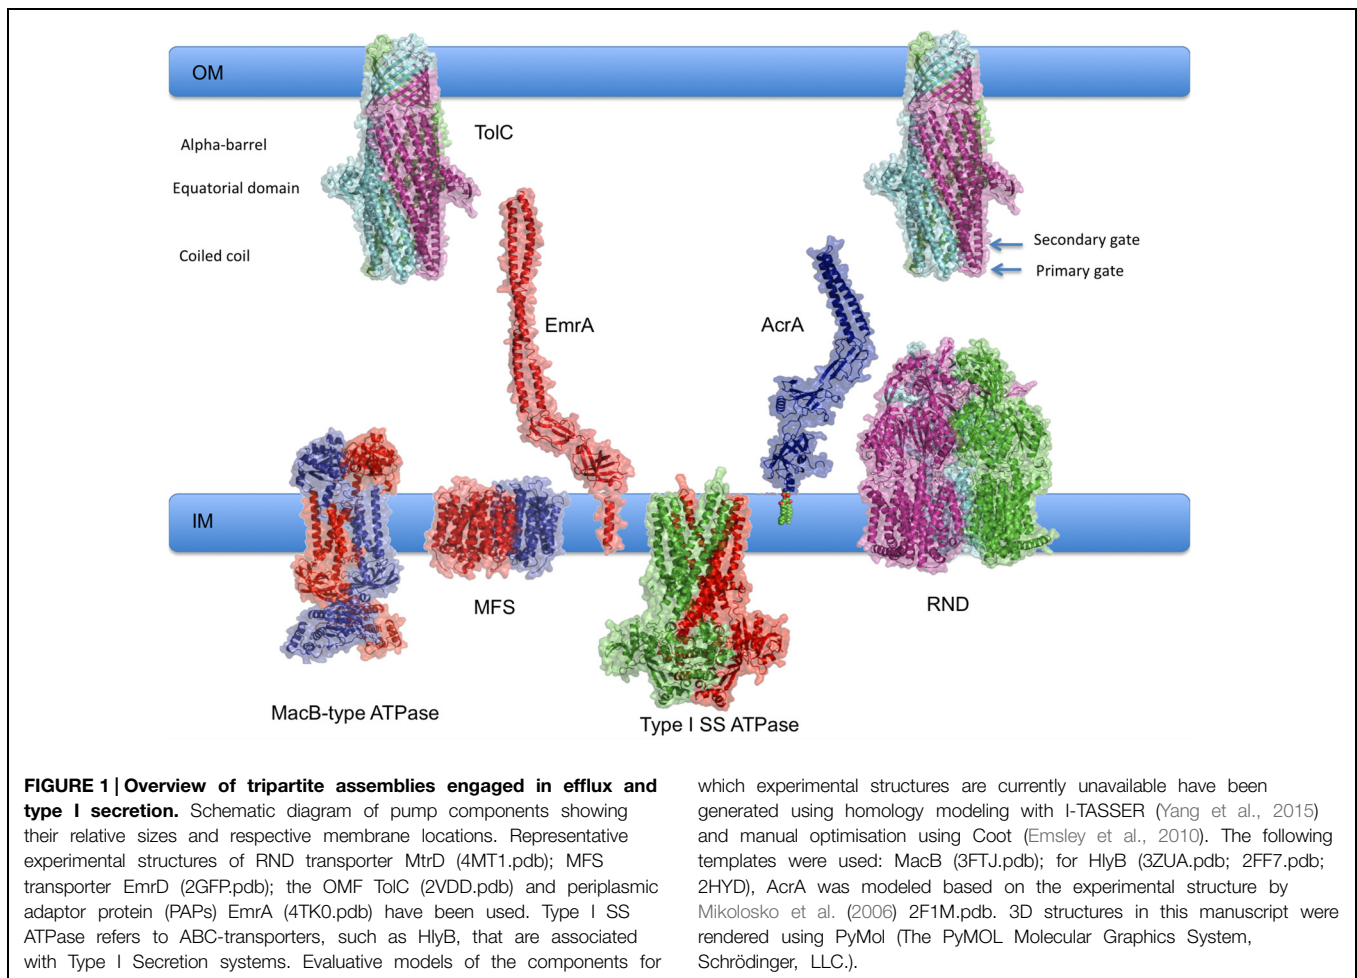 OM
TolC
Alpha-barrel
Equatorial domain
Coiled coil
Secondary gate
Primary gate
EmrA
AcrA
IM
MFS
RND
MacB-type ATPase
Type I SS ATPase
FIGURE 1 | Overview of tripartite assemblies engaged in efflux and
type I secretion. Schematic diagram of pump components showing
their relative sizes and respective membrane locations. Representative
experimental structures of RND transporter MtrD (4MT1.pdb); MFS
transporter EmrD (2GFP.pdb); the OMF TolC (2VDD.pdb) and periplasmic
adaptor protein (PAPs) EmrA (4TK0.pdb) have been used. Type I SS
ATPase refers to ABC-transporters, such as HlyB, that are associated
with Type I Secretion systems. Evaluative models of the components for
which experimental structures are currently unavailable have been
generated using homology modeling with I-TASSER (Yang et al., 2015)
and manual optimisation using Coot (Emsley et al., 2010). The following
templates were used: MacB (3FTJ.pdb); for HlyB (3ZUA.pdb; 2FF7.pdb;
2HYD), AcrA was modeled based on the experimental structure by
Mikolosko et al. (2006) 2F1M.pdb. 3D structures in this manuscript were
rendered using PyMol (The PyMOL Molecular Graphics System,
Schrödinger, LLC.).